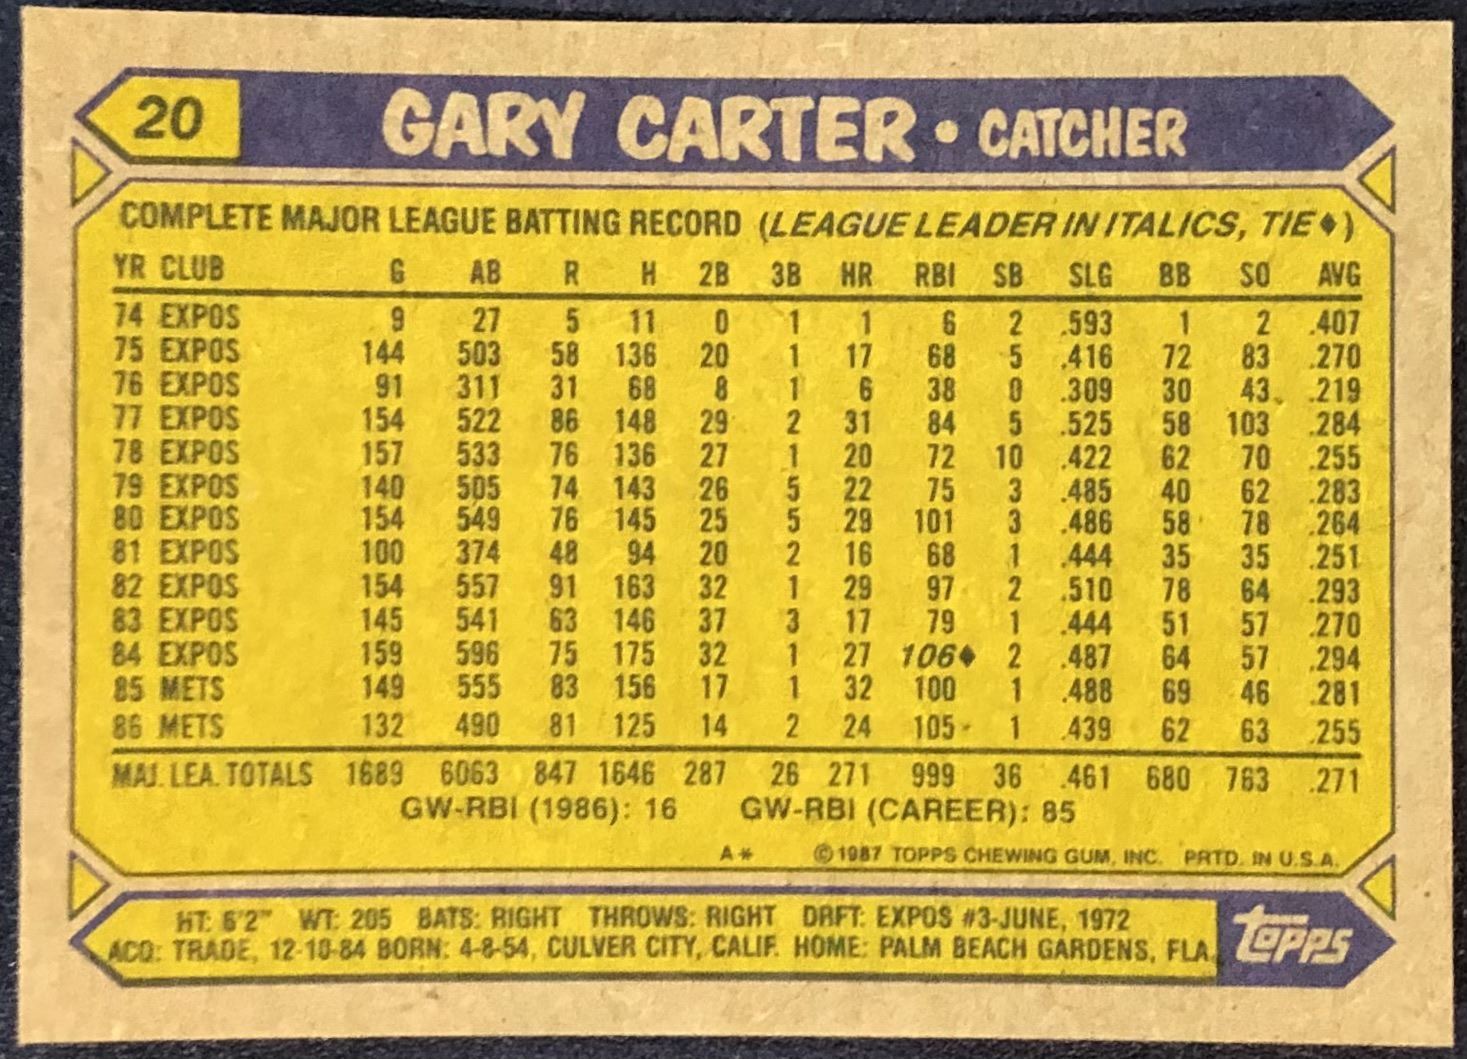 20 GARY CARTER • CATCHER
COMPLETE MAJOR LEAGUE BATTING RECORD (LEAGUE LEADER IN ITALICS, TIE♦)
YR CLUB G AB R H 2B 3B HR RBI SB SLG BB SO AVG
74 EXPOS 9 27 5 11 0 1 1 6 2 .593 1 2 .407
75 EXPOS 144 503 58 136 20 1 17 68 5 .416 72 83 .270
76 EXPOS 91 311 31 68 8 1 6 38 0 .309 30 43 .219
77 EXPOS 154 522 86 148 29 2 31 84 5 .525 58 103 .284
78 EXPOS 157 533 76 136 27 1 20 72 10 .422 62 70 .255
79 EXPOS 140 505 74 143 26 5 22 75 3 .485 40 62 .283
80 EXPOS 154 549 76 145 25 5 29 101 3 .486 58 78 .264
81 EXPOS 100 374 48 94 20 2 16 68 1 .444 35 35 .251
82 EXPOS 154 557 91 163 32 1 29 97 2 .510 78 64 .293
83 EXPOS 145 541 63 146 37 3 17 79 1 .444 51 57 .270
84 EXPOS 159 596 75 175 32 1 27 106♦ 2 .487 64 57 .294
85 METS 149 555 83 156 17 1 32 100 1 .488 69 46 .281
86 METS 132 490 81 125 14 2 24 105 1 .439 62 63 .255
MAJ. LEA. TOTALS 1689 6063 847 1646 287 26 271 999 36 .461 680 763 .271
GW-RBI (1986): 16 GW-RBI (CAREER): 85
A* ©1987 TOPPS CHEWING GUM, INC. PRTD. IN U.S.A.
HT: 6'2" WT: 205 BATS: RIGHT THROWS: RIGHT DRFT: EXPOS #3-JUNE, 1972
ACQ: TRADE, 12-10-84 BORN: 4-8-54, CULVER CITY, CALIF. HOME: PALM BEACH GARDENS, FLA.
TOPPS